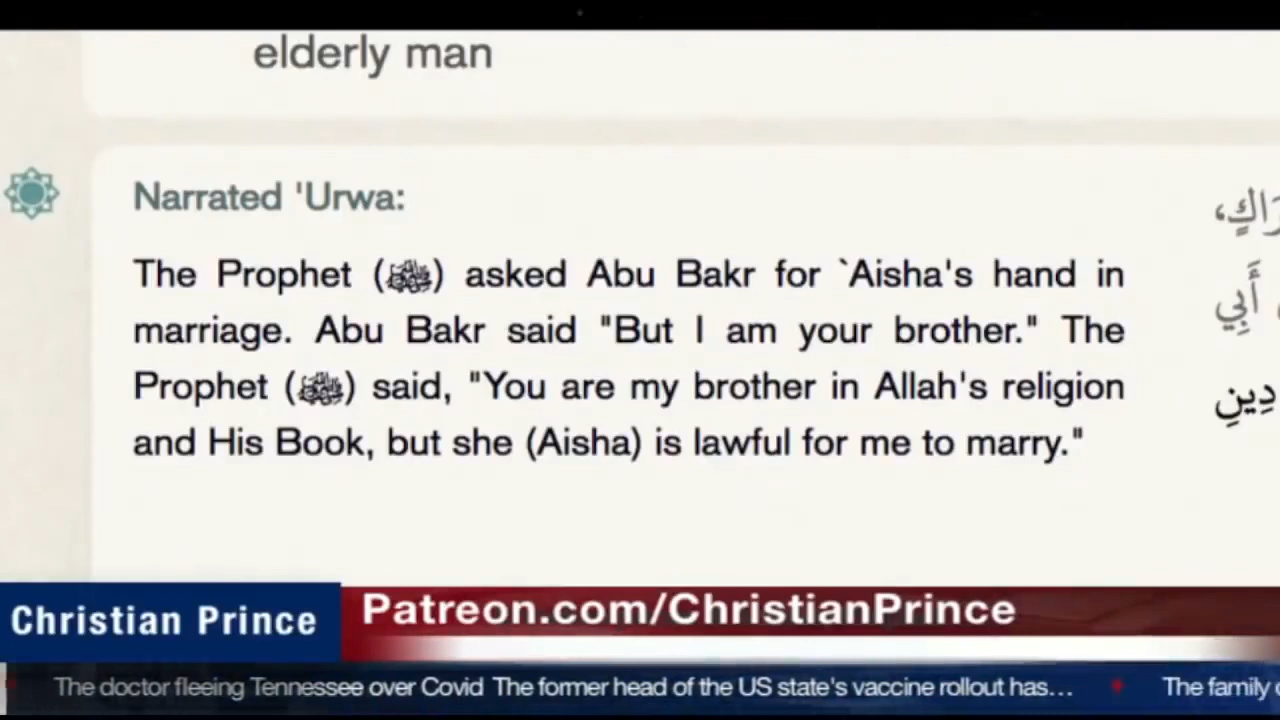 elderly man
Narrated 'Urwa:
The Prophet (ﷺ) asked Abu Bakr for `Aisha's hand in
marriage. Abu Bakr said "But I am your brother." The
Prophet (ﷺ) said, "You are my brother in Allah's religion
and His Book, but she (Aisha) is lawful for me to marry."
أَبِي
دِينِ
Christian Prince
Patreon.com/ChristianPrince
The doctor fleeing Tennessee over Covid The former head of the US state's vaccine rollout has... The family